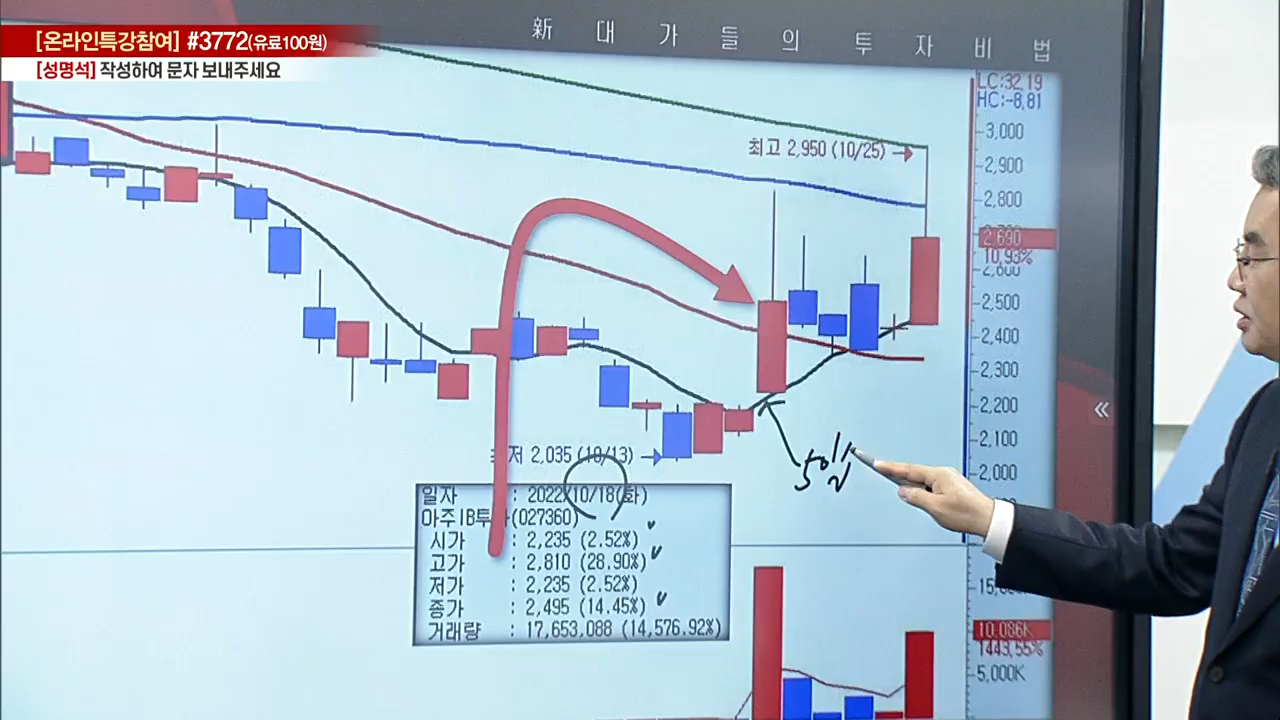 [온라인특강참여] #3772(유료100원)
[성명석] 작성하여 문자 보내주세요
新 대 가 들 의 투 자 비 법
LC:32,19
HC:-8,81
3,000
최고 2,950 (10/25)
2,900
2,800
2,690
10,93%
2,600
2,500
2,400
2,300
2,200
2,100
2,035 (10/13)
2,000
5일
일자 : 2022/10/18(화)
아주IB투 (027360)
시가 : 2,235 (2.52%)
고가 : 2,810 (28.90%)
저가 : 2,235 (2.52%)
종가 : 2,495 (14.45%)
거래량 : 17,653,088 (14,576.92%)
10,086K
1443,55%
5,000K
«